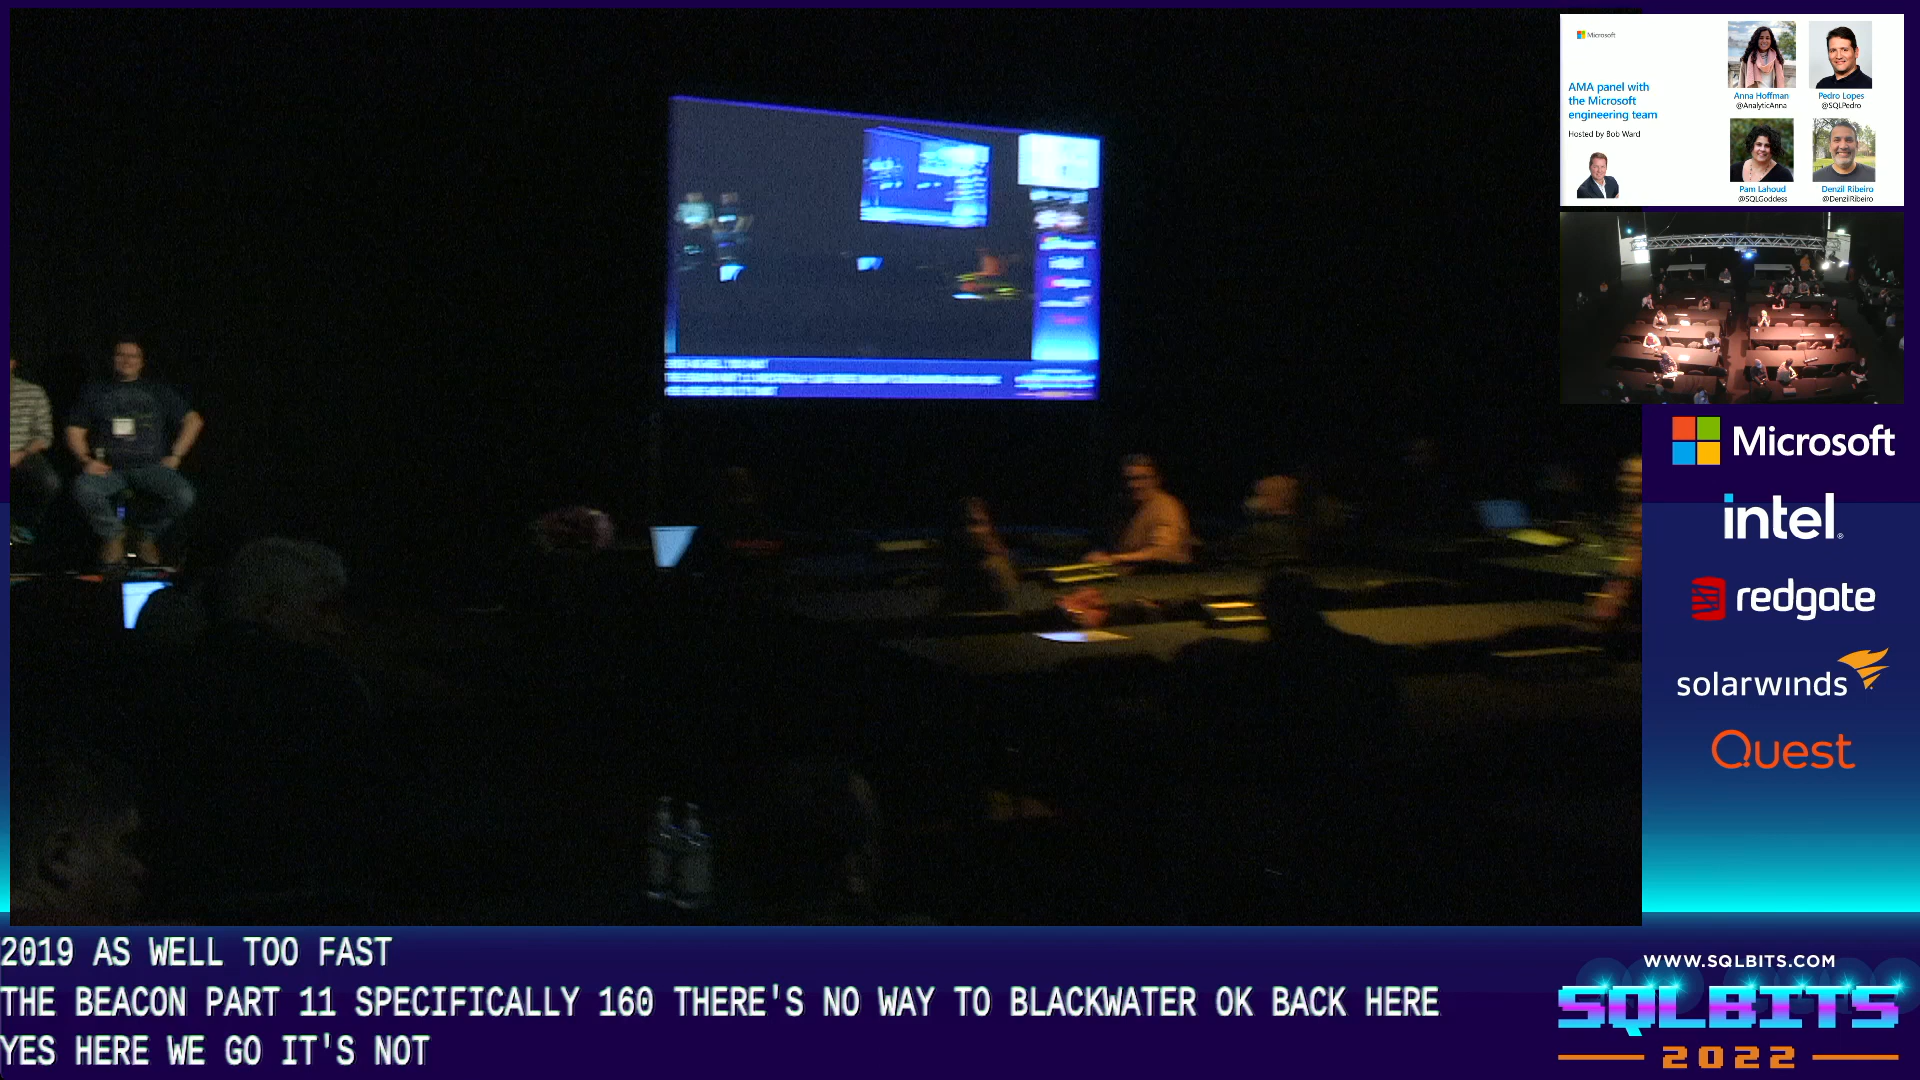 Microsoft
AMA panel with
the Microsoft
engineering team
Hosted by Bob Ward
Anna Hoffman
@AnalyticAnna
Pedro Lopes
@SQLPedro
Pam Lahoud
@SQLGoddess
Denzil Ribeiro
@DenzilRibeiro
Microsoft
intel
redgate
solarwinds
Quest
2019 AS WELL TOO FAST
THE BEACON PART 11 SPECIFICALLY 160 THERE'S NO WAY TO BLACKWATER OK BACK HERE
YES HERE WE GO IT'S NOT
WWW.SQLBITS.COM
SQLBITS
2022